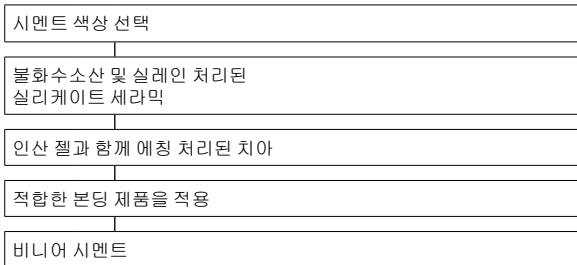 시멘트 색상 선택
불화수소산 및 실레인 처리된
실리케이트 세라믹
인산 젤과 함께 에칭 처리된 치아
적합한 본딩 제품을 적용
비니어 시멘트